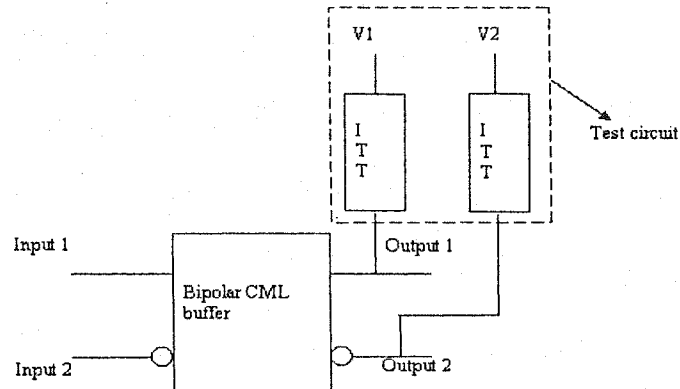 V1
V2
I
T
T
I
T
T
Test circuit
Input 1
Output 1
Bipolar CML
buffer
Input 2
Output 2